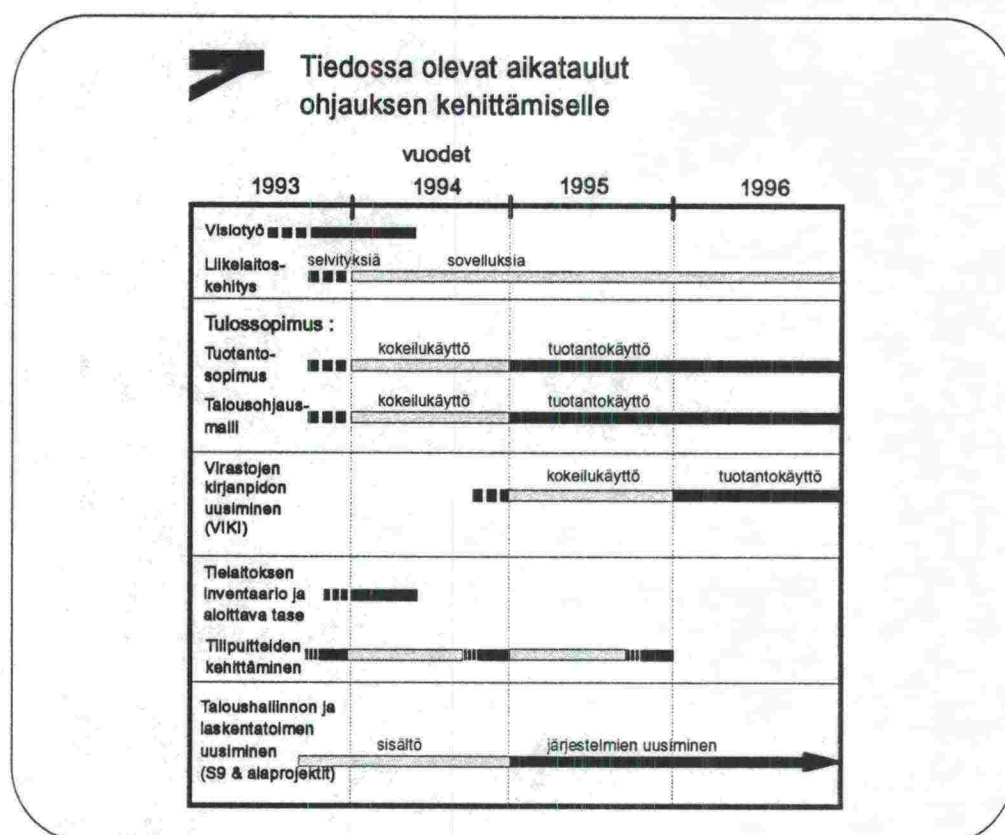 Tiedossa olevat aikataulut
ohjauksen kehittämiselle
vuodet
1993 1994 1995 1996
Visiotyö
Liikelaitos-
kehitys
selvityksiä sovelluksia
Tulossopimus :
Tuotanto-
sopimus
kokeilukäyttö tuotantokäyttö
Talousohjaus-
malli
kokeilukäyttö tuotantokäyttö
Virastojen
kirjanpidon
uusiminen
(VIKI)
kokeilukäyttö tuotantokäyttö
Tielaitoksen
inventaario ja
aloittava tase
Tilipuitteiden
kehittäminen
Taloushallinnon ja
laskentatoimen
uusiminen
(S9 & alaprojektit)
sisältö järjestelmien uusiminen